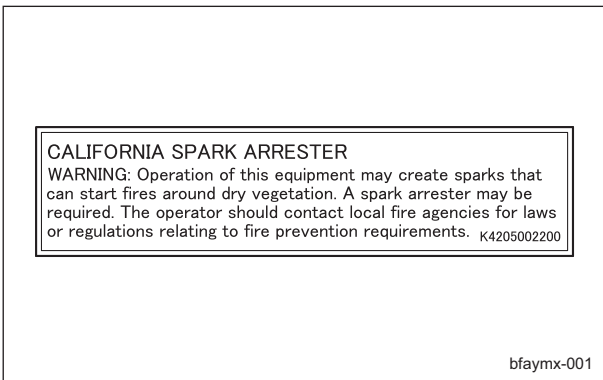 CALIFORNIA SPARK ARRESTER
WARNING: Operation of this equipment may create sparks that
can start fires around dry vegetation. A spark arrester may be
required. The operator should contact local fire agencies for laws
or regulations relating to fire prevention requirements. K4205002200
bfaymx-001